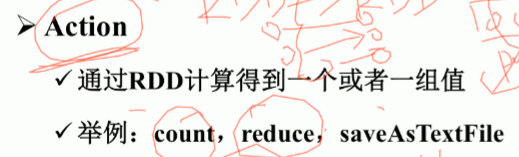 ➢ Action
✓ 通过RDD计算得到一个或者一组值
✓ 举例：count，reduce，saveAsTextFile